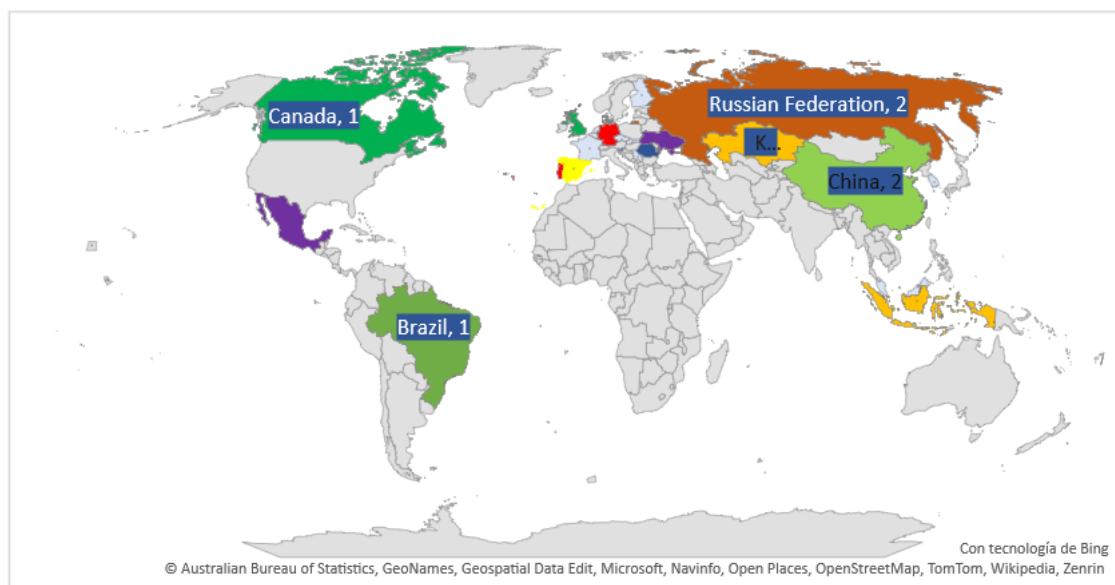 Canada, 1
Russian Federation, 2
K...
China, 2
Brazil, 1
Con tecnología de Bing
© Australian Bureau of Statistics, GeoNames, Geospatial Data Edit, Microsoft, Navinfo, Open Places, OpenStreetMap, TomTom, Wikipedia, Zenrin